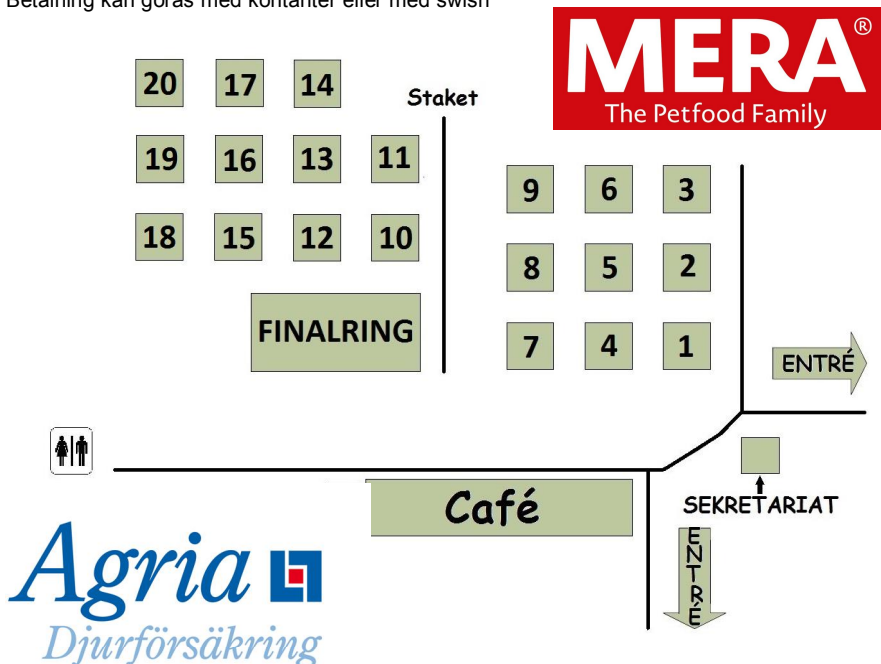 Betalning kan göras med kontanter eller med swish
MERA®
The Petfood Family
20 17 14
Staket
19 16 13 11
9 6 3
18 15 12 10
8 5 2
FINALRING
7 4 1
ENTRÉ
Café
SEKRETARIAT
ENTRÉ
Agria
Djurförsäkring